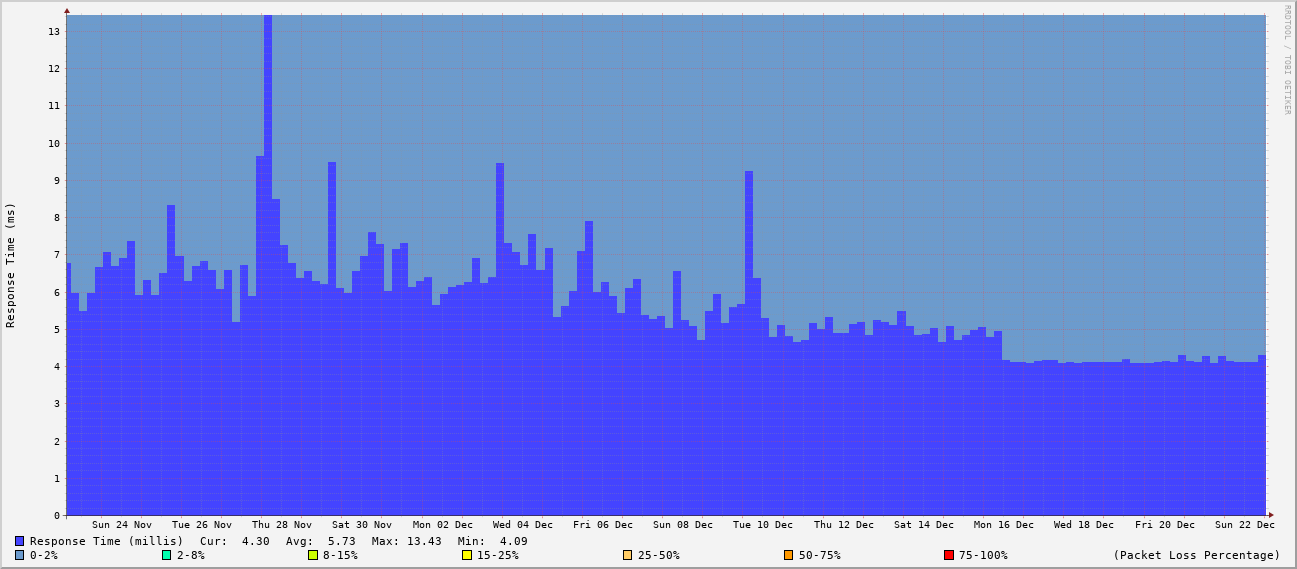 RRDTOOL / TOBI OETIKER
Response Time (ms)
13
12
11
10
9
8
7
6
5
4
3
2
1
0
Sun 24 Nov Tue 26 Nov Thu 28 Nov Sat 30 Nov Mon 02 Dec Wed 04 Dec Fri 06 Dec Sun 08 Dec Tue 10 Dec Thu 12 Dec Sat 14 Dec Mon 16 Dec Wed 18 Dec Fri 20 Dec Sun 22 Dec
Response Time (millis) Cur: 4.30 Avg: 5.73 Max: 13.43 Min: 4.09
0-2% 2-8% 8-15% 15-25% 25-50% 50-75% 75-100% (Packet Loss Percentage)